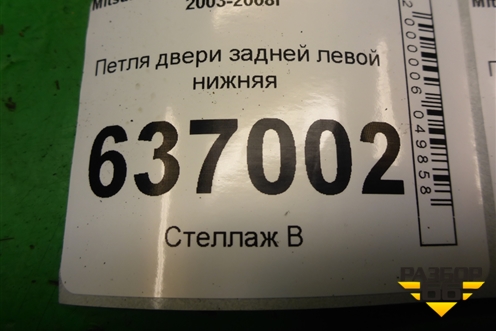 2003-2008г
Петля двери задней левой
нижняя
637002
Стеллаж В
2000006049858
РАЗБОР